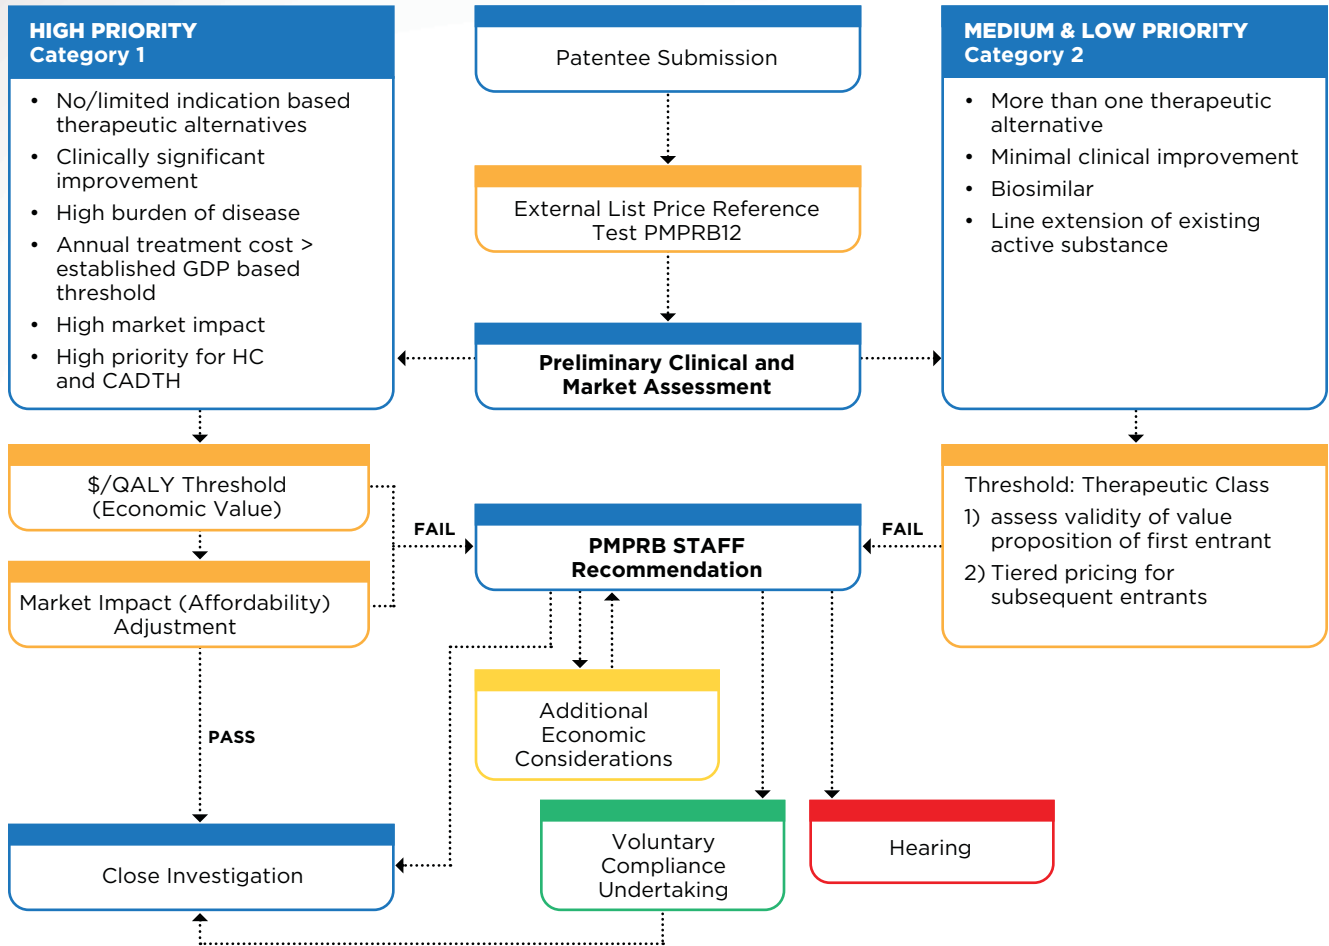 HIGH PRIORITY
Category 1
• No/limited indication based
therapeutic alternatives
• Clinically significant
improvement
• High burden of disease
• Annual treatment cost >
established GDP based
threshold
• High market impact
• High priority for HC
and CADTH
Patentee Submission
External List Price Reference
Test PMPRB12
Preliminary Clinical and
Market Assessment
MEDIUM & LOW PRIORITY
Category 2
• More than one therapeutic
alternative
• Minimal clinical improvement
• Biosimilar
• Line extension of existing
active substance
$/QALY Threshold
(Economic Value)
Market Impact (Affordability)
Adjustment
FAIL
PMPRB STAFF
Recommendation
FAIL
Threshold: Therapeutic Class
1) assess validity of value
proposition of first entrant
2) Tiered pricing for
subsequent entrants
PASS
Additional
Economic
Considerations
Voluntary
Compliance
Undertaking
Hearing
Close Investigation